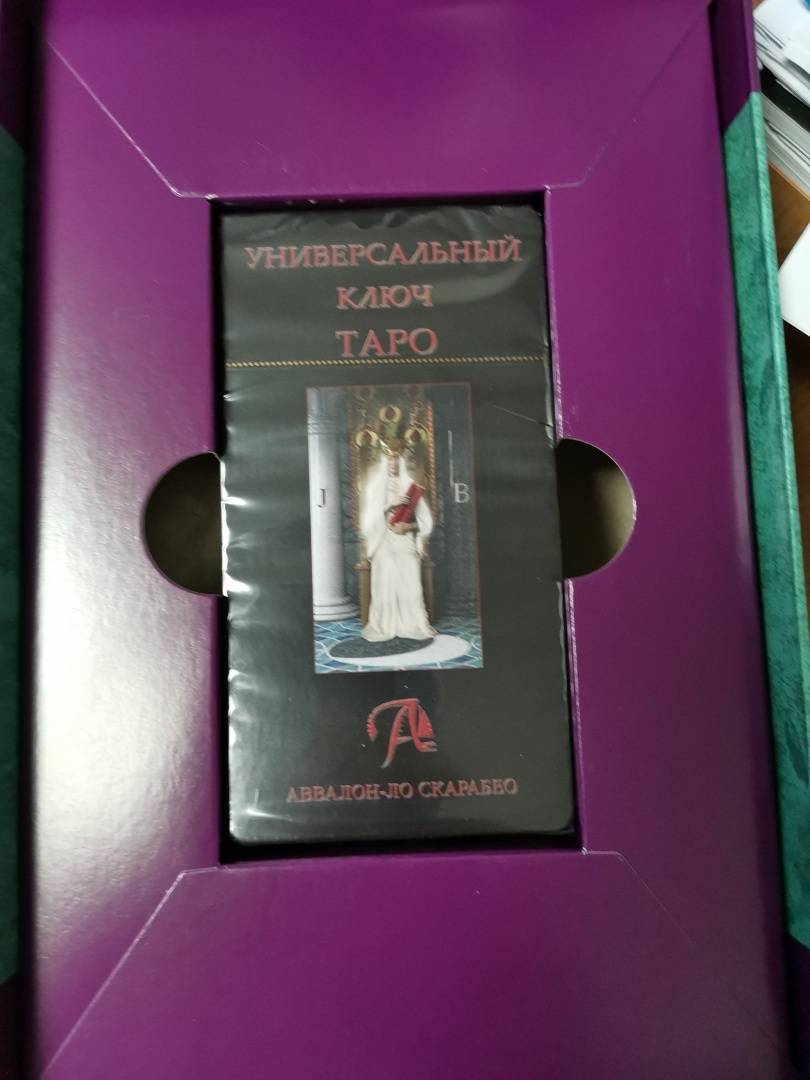 УНИВЕРСАЛЬНЫЙ
КЛЮЧ
ТАРО
J B
А
АВВАЛОН-ЛО СКАРАБЕО